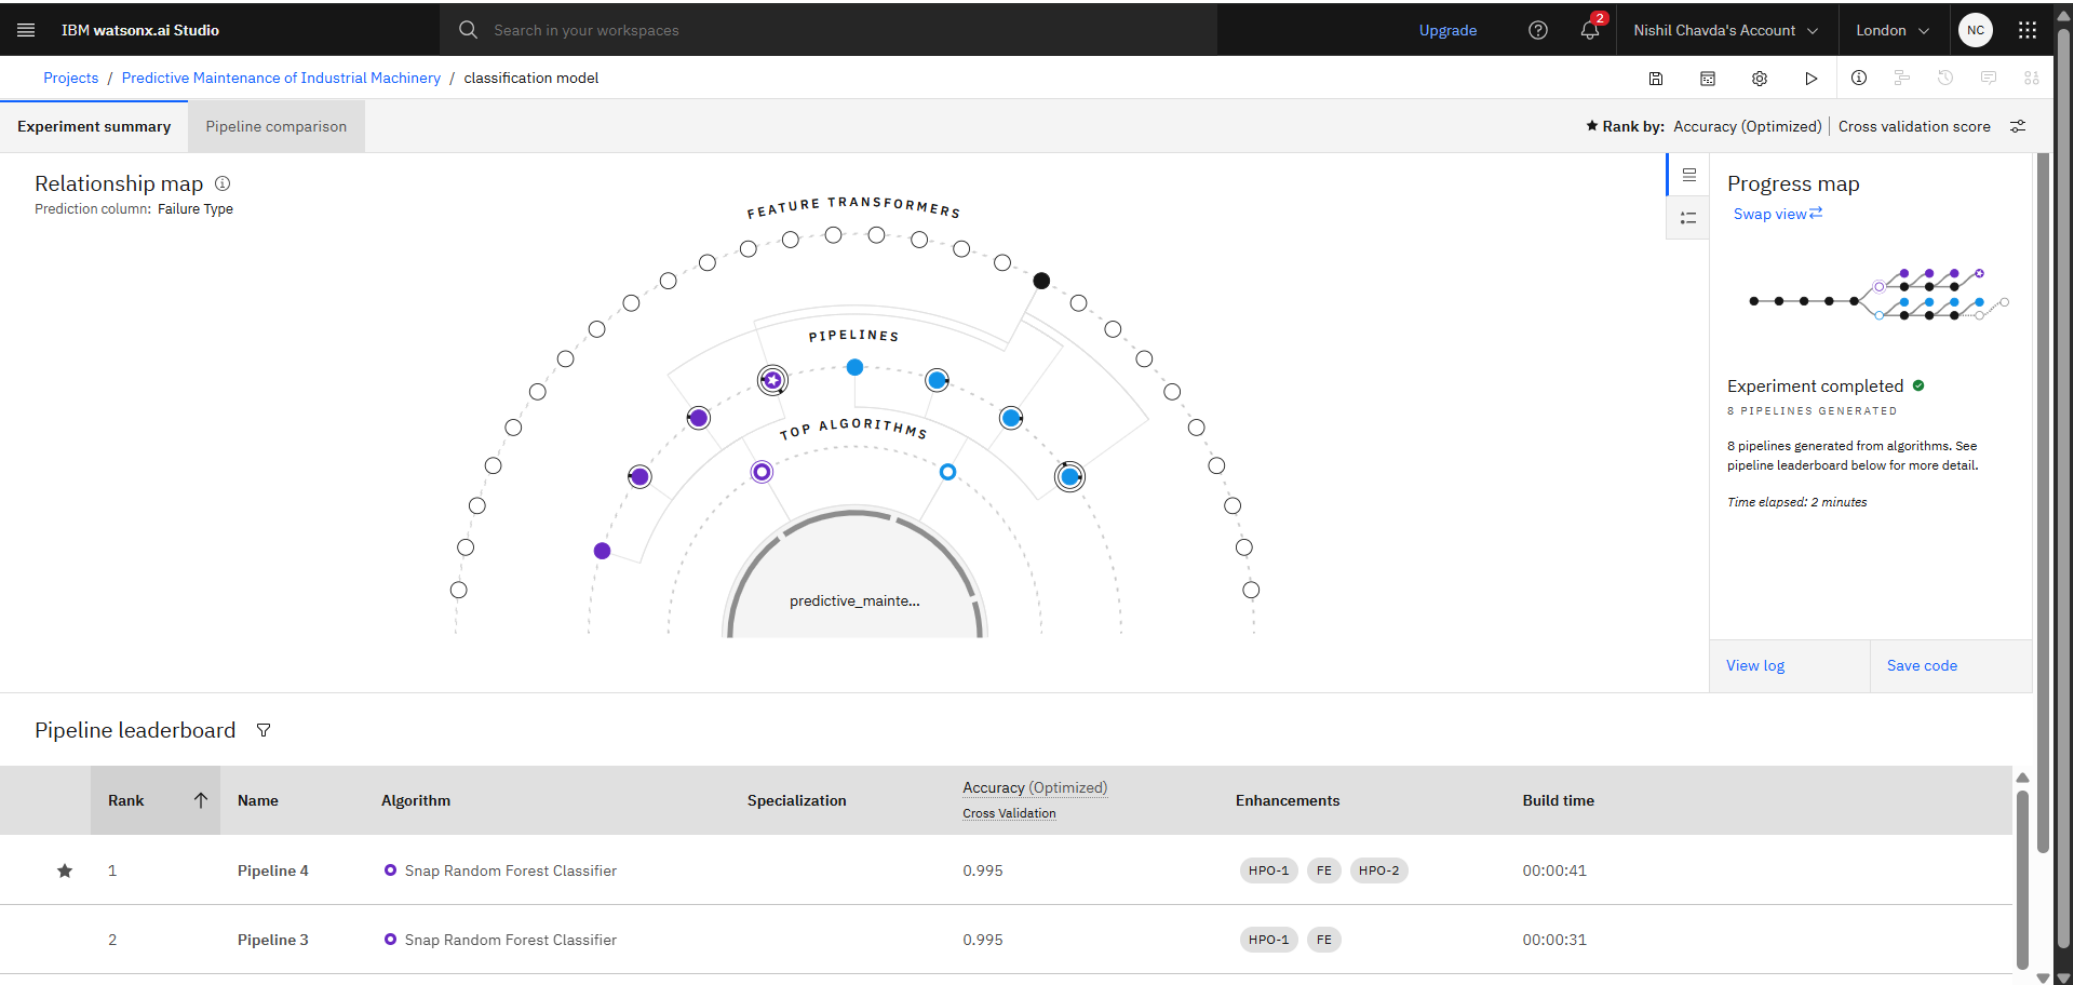 IBM watsonx.ai Studio
Search in your workspaces
Upgrade
2
Nishil Chavda's Account
London
NC
Projects / Predictive Maintenance of Industrial Machinery / classification model
Experiment summary
Pipeline comparison
Rank by: Accuracy (Optimized) | Cross validation score
Relationship map
Prediction column: Failure Type
FEATURE TRANSFORMERS
PIPELINES
TOP ALGORITHMS
predictive_mainte...
Progress map
Swap view
Experiment completed
8 PIPELINES GENERATED
8 pipelines generated from algorithms. See
pipeline leaderboard below for more detail.
Time elapsed: 2 minutes
View log
Save code
Pipeline leaderboard
Rank Name Algorithm Specialization Accuracy (Optimized) Enhancements Build time
Cross Validation
1 Pipeline 4 Snap Random Forest Classifier 0.995 HPO-1 FE HPO-2 00:00:41
2 Pipeline 3 Snap Random Forest Classifier 0.995 HPO-1 FE 00:00:31